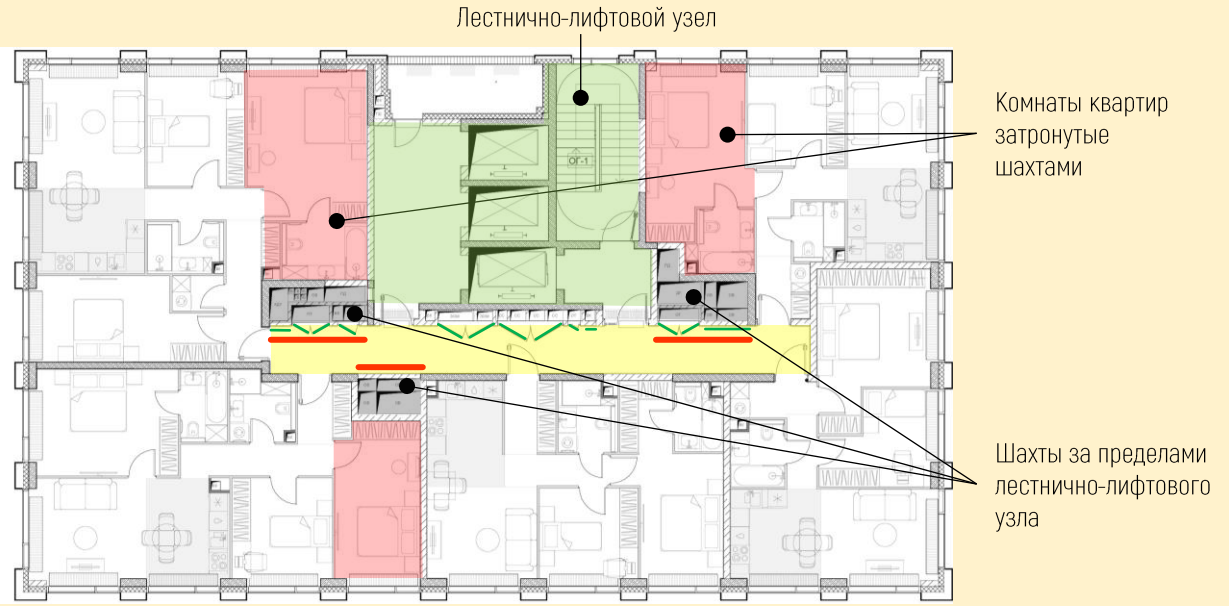 Лестнично-лифтовой узел
Комнаты квартир
затронутые
шахтами
ОГ-1
Шахты за пределами
лестнично-лифтового
узла